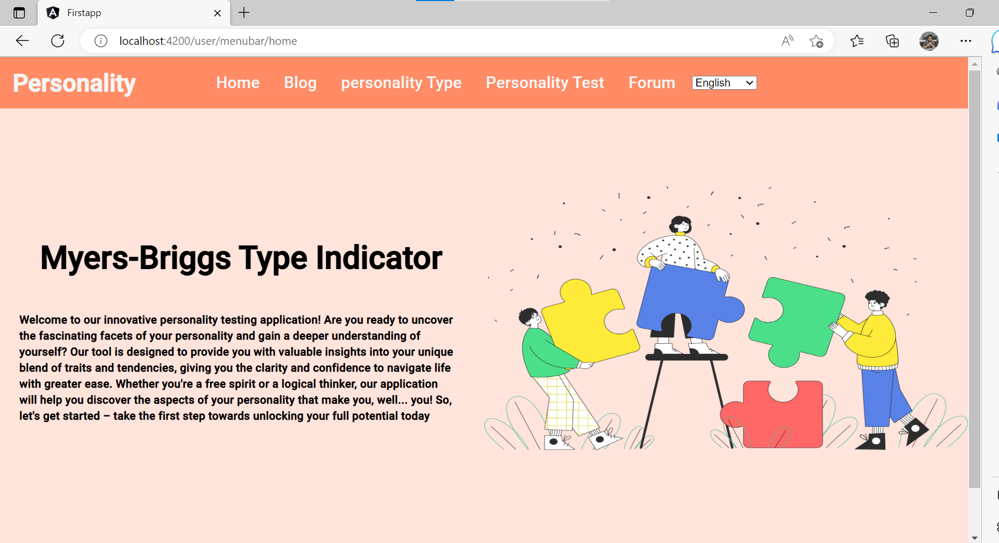 Firstapp
localhost:4200/user/menubar/home
Personality
Home Blog personality Type Personality Test Forum English
Myers-Briggs Type Indicator
Welcome to our innovative personality testing application! Are you ready to uncover
the fascinating facets of your personality and gain a deeper understanding of
yourself? Our tool is designed to provide you with valuable insights into your unique
blend of traits and tendencies, giving you the clarity and confidence to navigate life
with greater ease. Whether you're a free spirit or a logical thinker, our application
will help you discover the aspects of your personality that make you, well... you! So,
let's get started – take the first step towards unlocking your full potential today